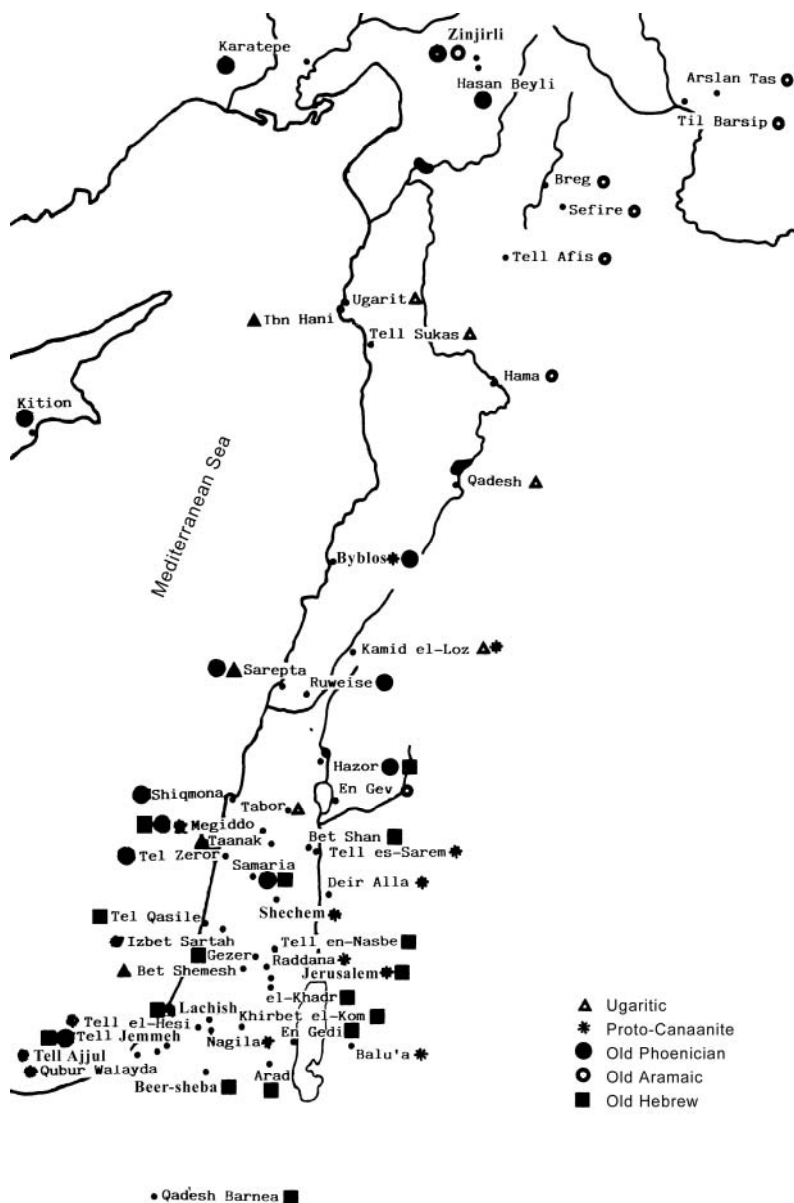 Zinjirli
Karatepe
Hasan Beyli
Arslan Tas
Til Barsip
Breg
Sefire
Tell Afis
Ugarit
Ibn Hani
Tell Sukas
Hama
Kition
Mediterranean Sea
Qadesh
Byblos
Kamid el-Loz
Sarepta
Ruweise
Hazor
En Gev
Shiqmona
Tabor
Megiddo
Taanak
Bet Shan
Tel Zeror
Tell es-Sarem
Samaria
Deir Alla
Shechem
Tel Qasile
Izbet Sartah
Tell en-Nasbe
Gezer
Raddana
Bet Shemesh
Jerusalem
el-Khadr
Lachish
Khirbet el-Kom
Tell el-Hesi
En Gedi
Tell Jemmeh
Nagila
Balu'a
Tell Ajjul
Qubur Walayda
Arad
Beer-sheba
Qadesh Barnea
Ugaritic
Proto-Canaanite
Old Phoenician
Old Aramaic
Old Hebrew